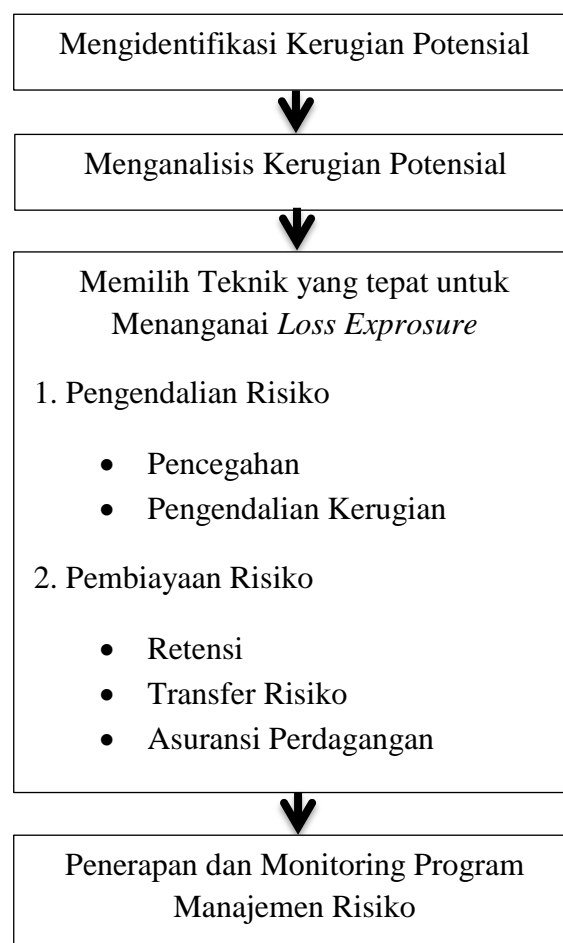 Mengidentifikasi Kerugian Potensial
Menganalisis Kerugian Potensial
Memilih Teknik yang tepat untuk
Menanganai Loss Exprosure
1. Pengendalian Risiko
• Pencegahan
• Pengendalian Kerugian
2. Pembiayaan Risiko
• Retensi
• Transfer Risiko
• Asuransi Perdagangan
Penerapan dan Monitoring Program
Manajemen Risiko